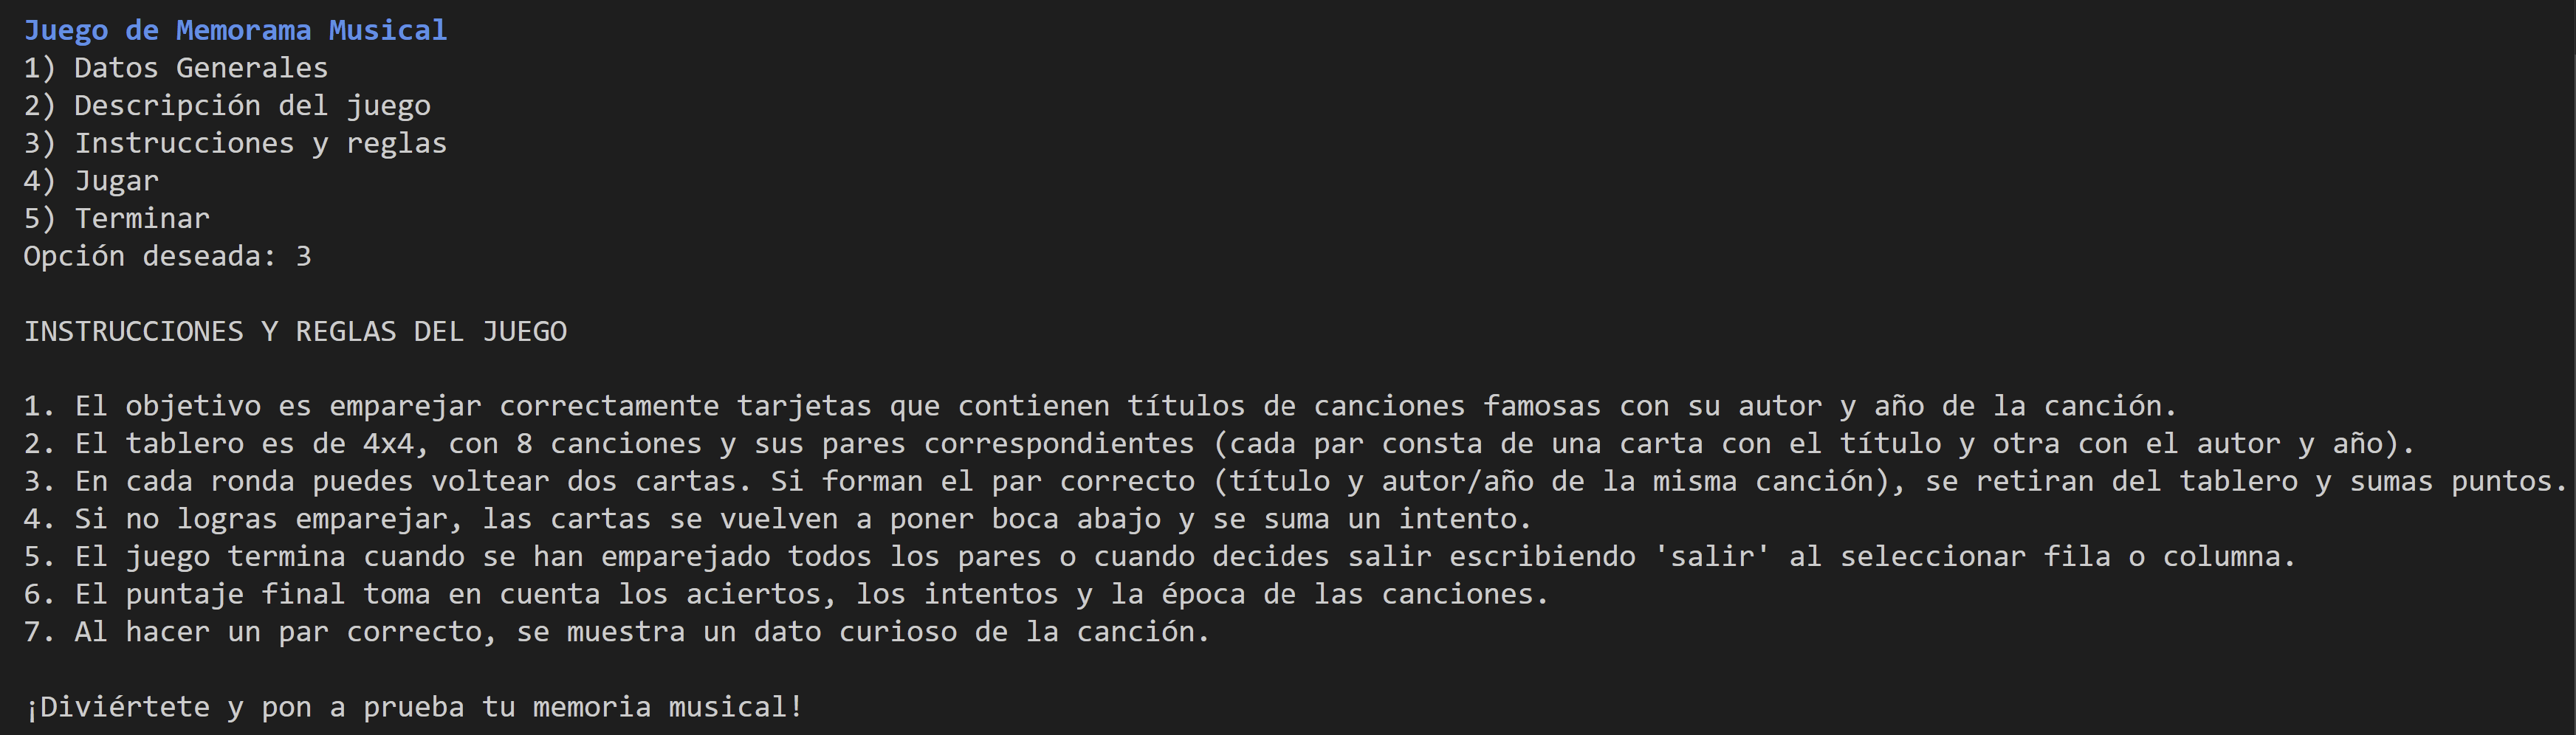 Juego de Memorama Musical
1) Datos Generales
2) Descripción del juego
3) Instrucciones y reglas
4) Jugar
5) Terminar
Opción deseada: 3
INSTRUCCIONES Y REGLAS DEL JUEGO
1. El objetivo es emparejar correctamente tarjetas que contienen títulos de canciones famosas con su autor y año de la canción.
2. El tablero es de 4x4, con 8 canciones y sus pares correspondientes (cada par consta de una carta con el título y otra con el autor y año).
3. En cada ronda puedes voltear dos cartas. Si forman el par correcto (título y autor/año de la misma canción), se retiran del tablero y sumas puntos.
4. Si no logras emparejar, las cartas se vuelven a poner boca abajo y se suma un intento.
5. El juego termina cuando se han emparejado todos los pares o cuando decides salir escribiendo 'salir' al seleccionar fila o columna.
6. El puntaje final toma en cuenta los aciertos, los intentos y la época de las canciones.
7. Al hacer un par correcto, se muestra un dato curioso de la canción.
¡Diviértete y pon a prueba tu memoria musical!